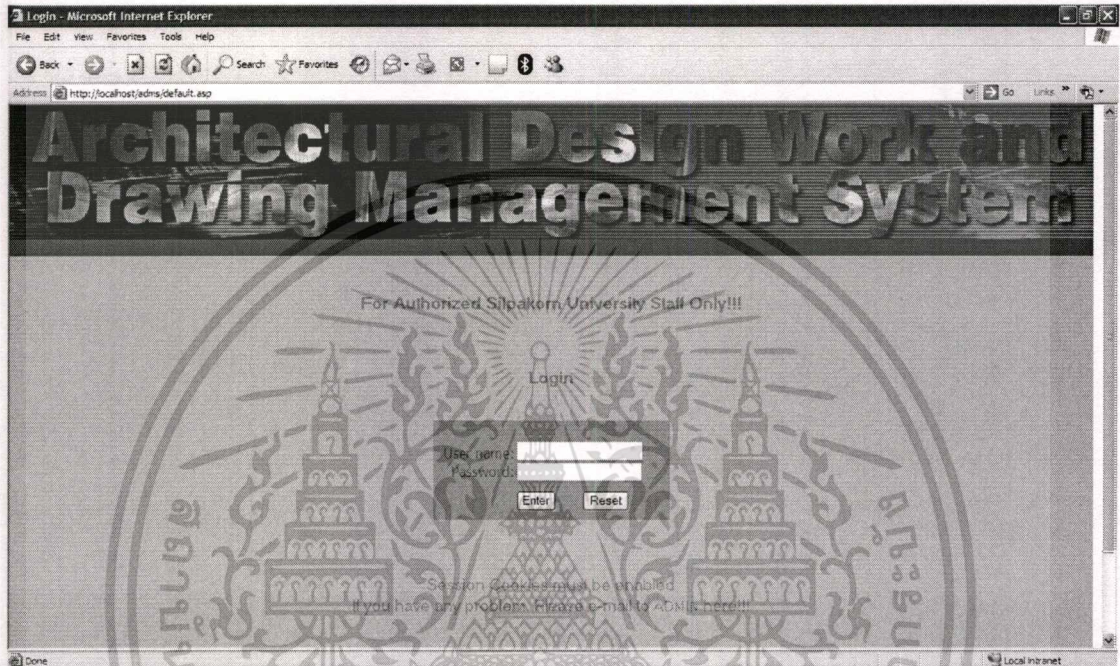 Login - Microsoft Internet Explorer
File Edit View Favorites Tools Help
Back Search Favorites
Address http://localhost/adms/default.asp Go Links »
Architectural Design Work and
Drawing Management System
For Authorized Silpakorn University Staff Only!!!
Login
User name:
Password:
Enter Reset
Session Cookies must be enabled
If you have any problem. Please e-mail to ADMIN here!!!
Done Local intranet